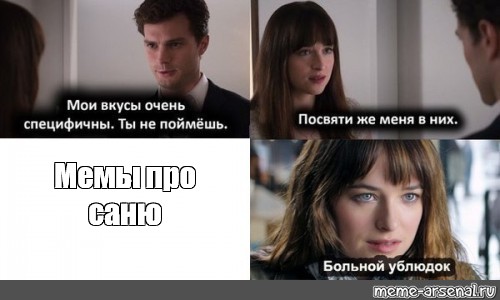 Мои вкусы очень
специфичны. Ты не поймёшь.
Посвяти же меня в них.
Мемы про
саню
Больной ублюдок
meme-arsenal.ru